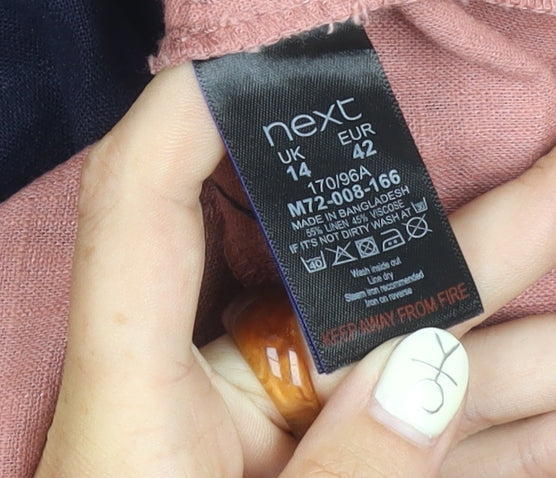 next
UK EUR
14 42
170/96A
M72-008-166
MADE IN BANGLADESH
55% LINEN 45% VISCOSE
IF IT'S NOT DIRTY WASH AT 30
40
Wash inside out
Line dry
Steam iron recommended
Iron on reverse
KEEP AWAY FROM FIRE